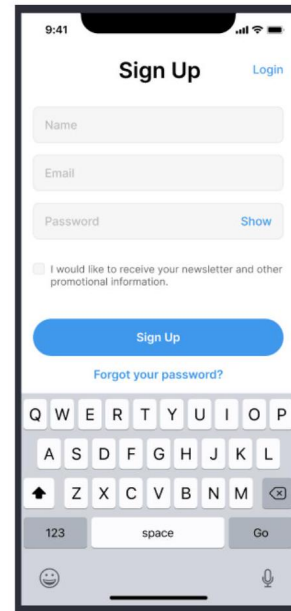 9:41
Sign Up
Login
Name
Email
Password
Show
I would like to receive your newsletter and other
promotional information.
Sign Up
Forgot your password?
Q W E R T Y U I O P
A S D F G H J K L
Z X C V B N M
123 space Go